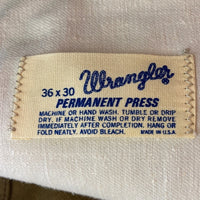 Wrangler
36 x 30
PERMANENT PRESS
MACHINE OR HAND WASH. TUMBLE OR DRIP
DRY. IF MACHINE WASH OR DRY REMOVE
IMMEDIATELY AFTER COMPLETION. HANG OR
FOLD NEATLY. AVOID BLEACH.
MADE IN U.S.A.